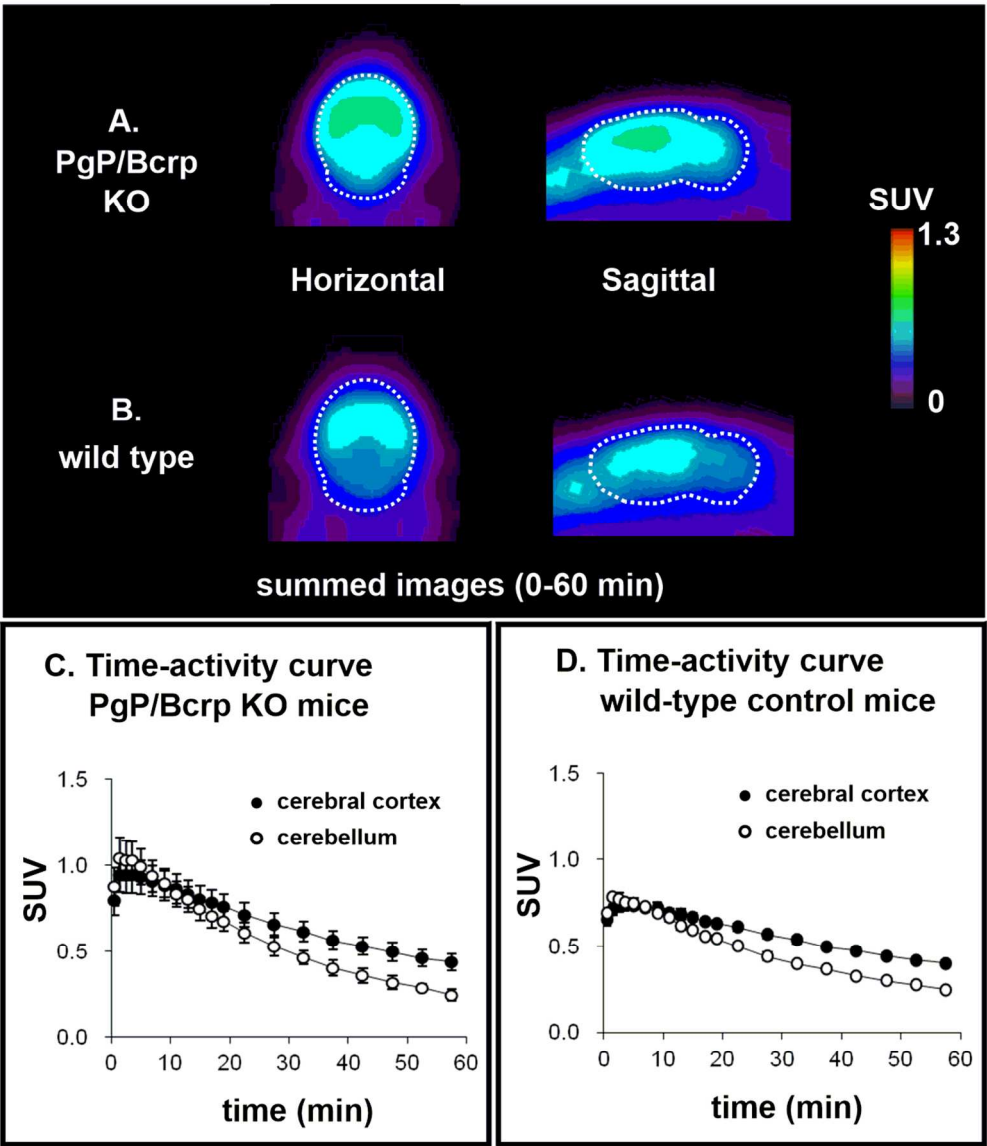 A.
PgP/Bcrp
KO
SUV
1.3
Horizontal
Sagittal
0
B.
wild type
summed images (0-60 min)
C. Time-activity curve
PgP/Bcrp KO mice
1.5
cerebral cortex
cerebellum
1.0
SUV
0.5
0.0
0 10 20 30 40 50 60
time (min)
D. Time-activity curve
wild-type control mice
1.5
cerebral cortex
cerebellum
1.0
SUV
0.5
0.0
0 10 20 30 40 50 60
time (min)